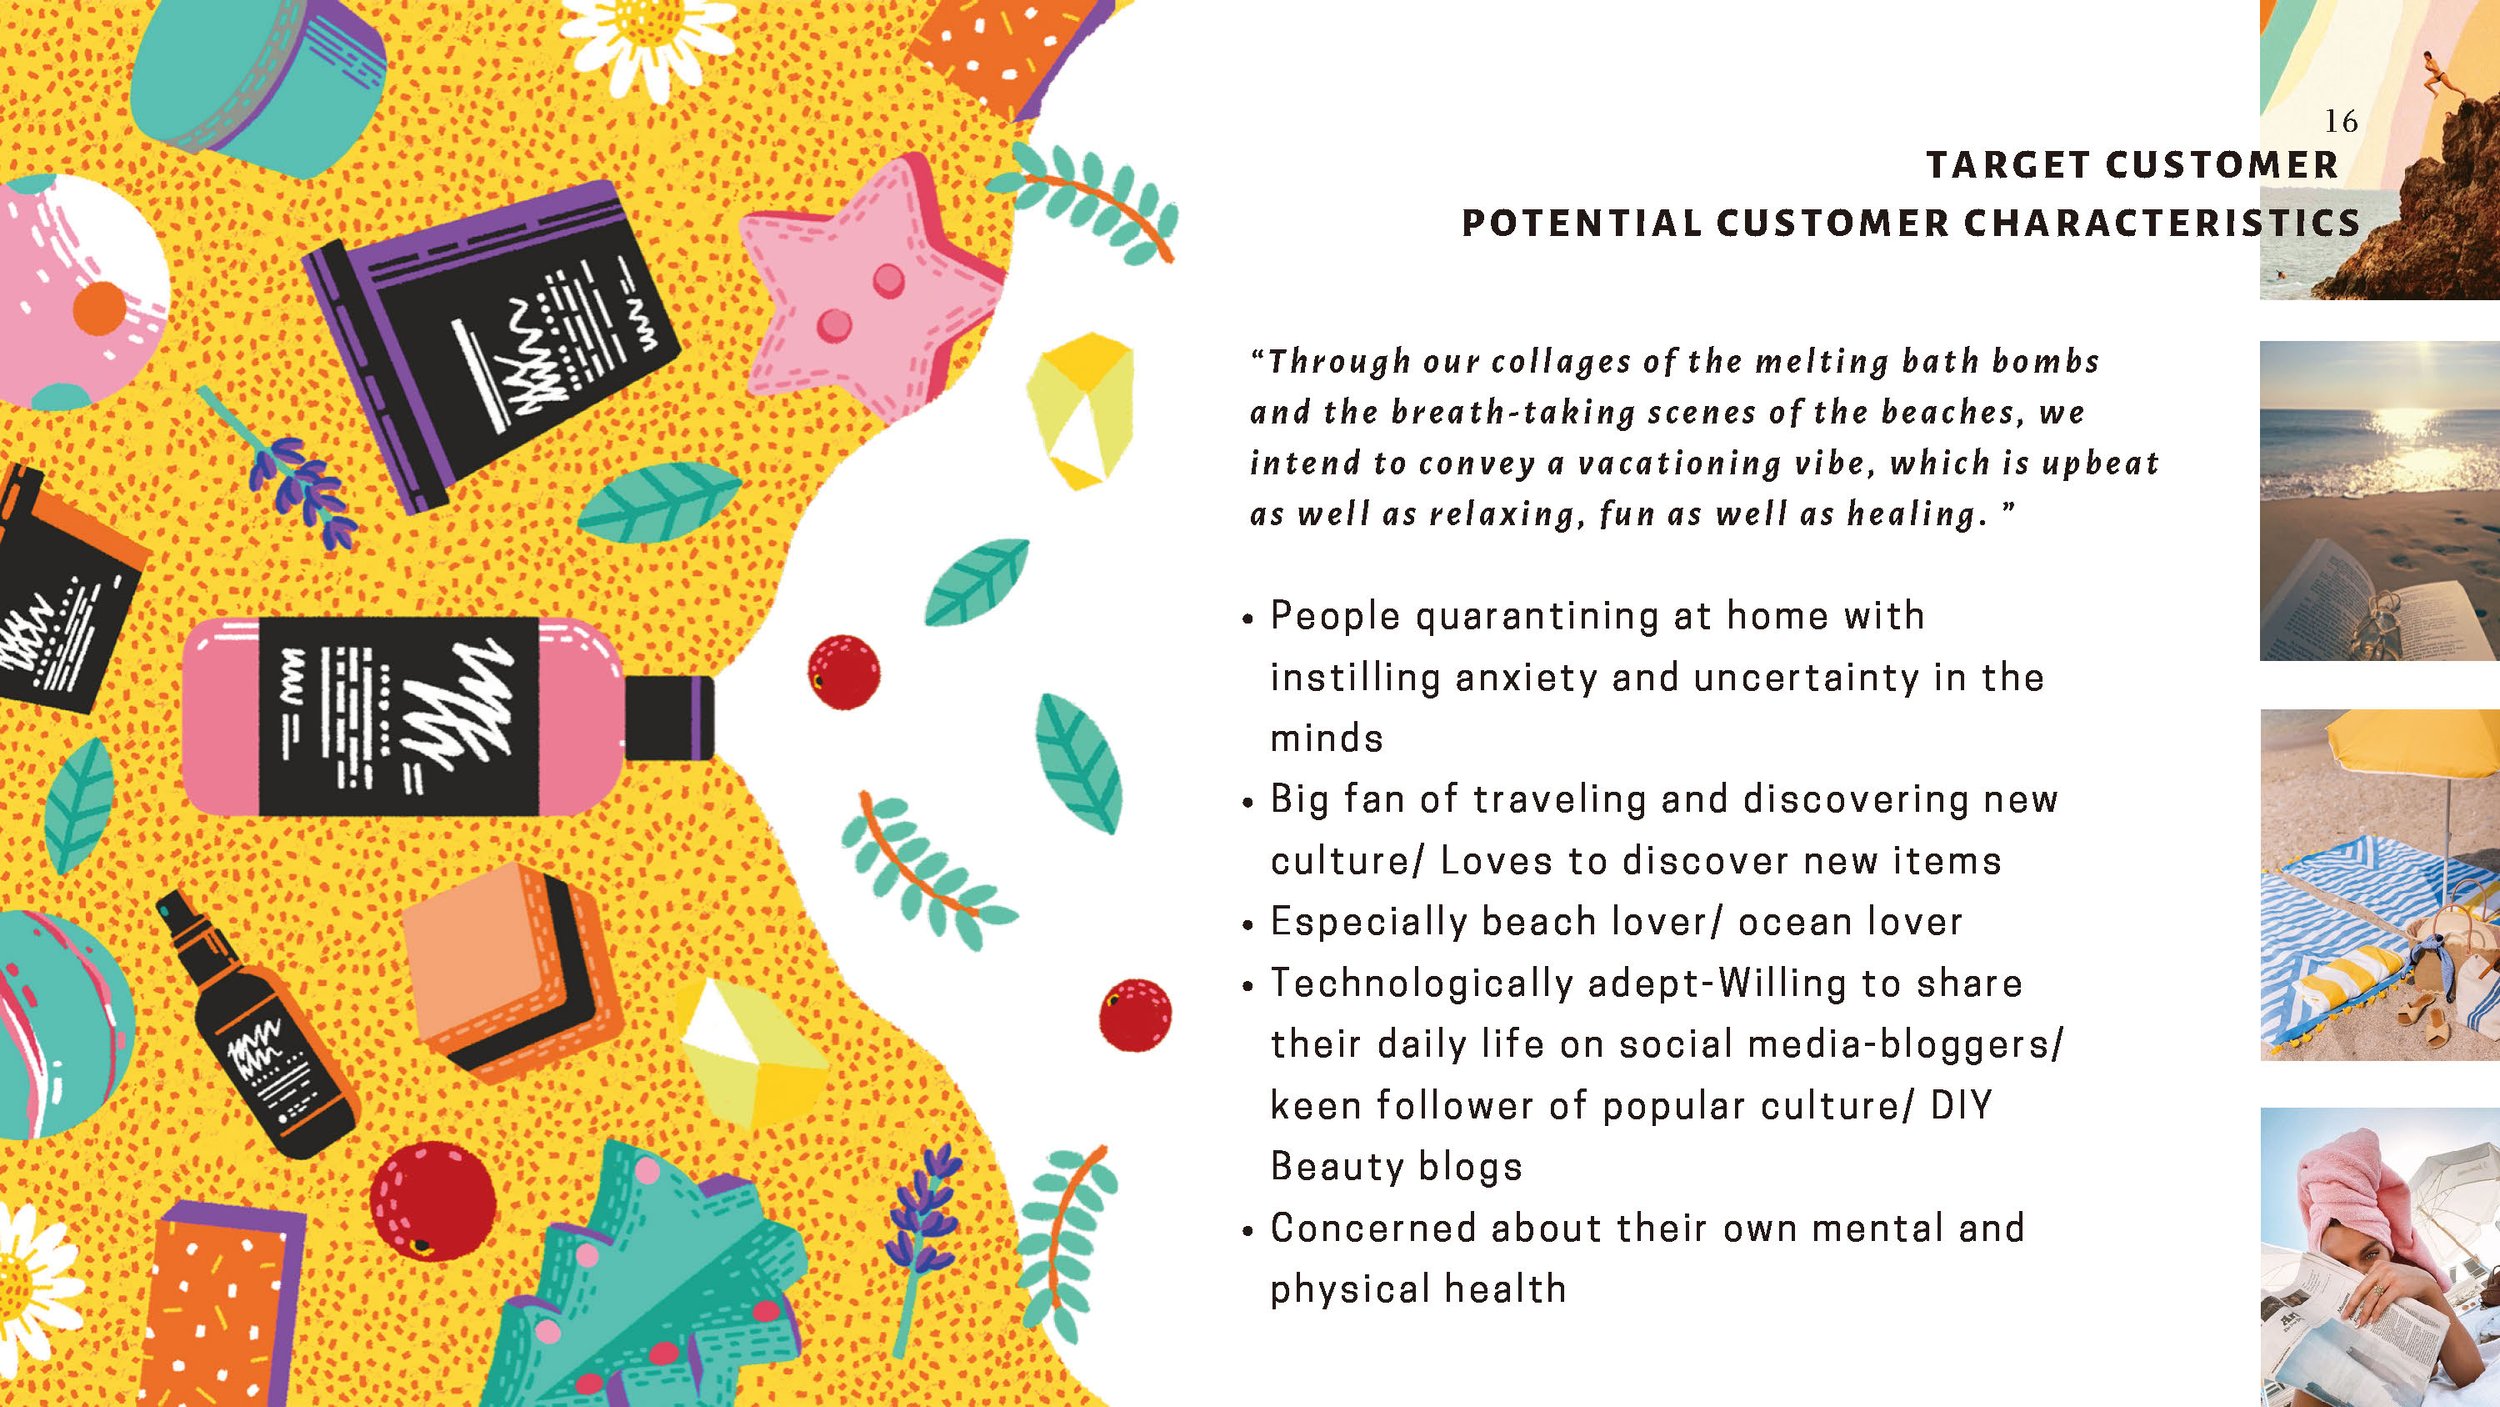 16
TARGET CUSTOMER
POTENTIAL CUSTOMER CHARACTERISTICS
“Through our collages of the melting bath bombs
and the breath-taking scenes of the beaches, we
intend to convey a vacationing vibe, which is upbeat
as well as relaxing, fun as well as healing. ”
• People quarantining at home with
instilling anxiety and uncertainty in the
minds
• Big fan of traveling and discovering new
culture/ Loves to discover new items
• Especially beach lover/ ocean lover
• Technologically adept-Willing to share
their daily life on social media-bloggers/
keen follower of popular culture/ DIY
Beauty blogs
• Concerned about their own mental and
physical health